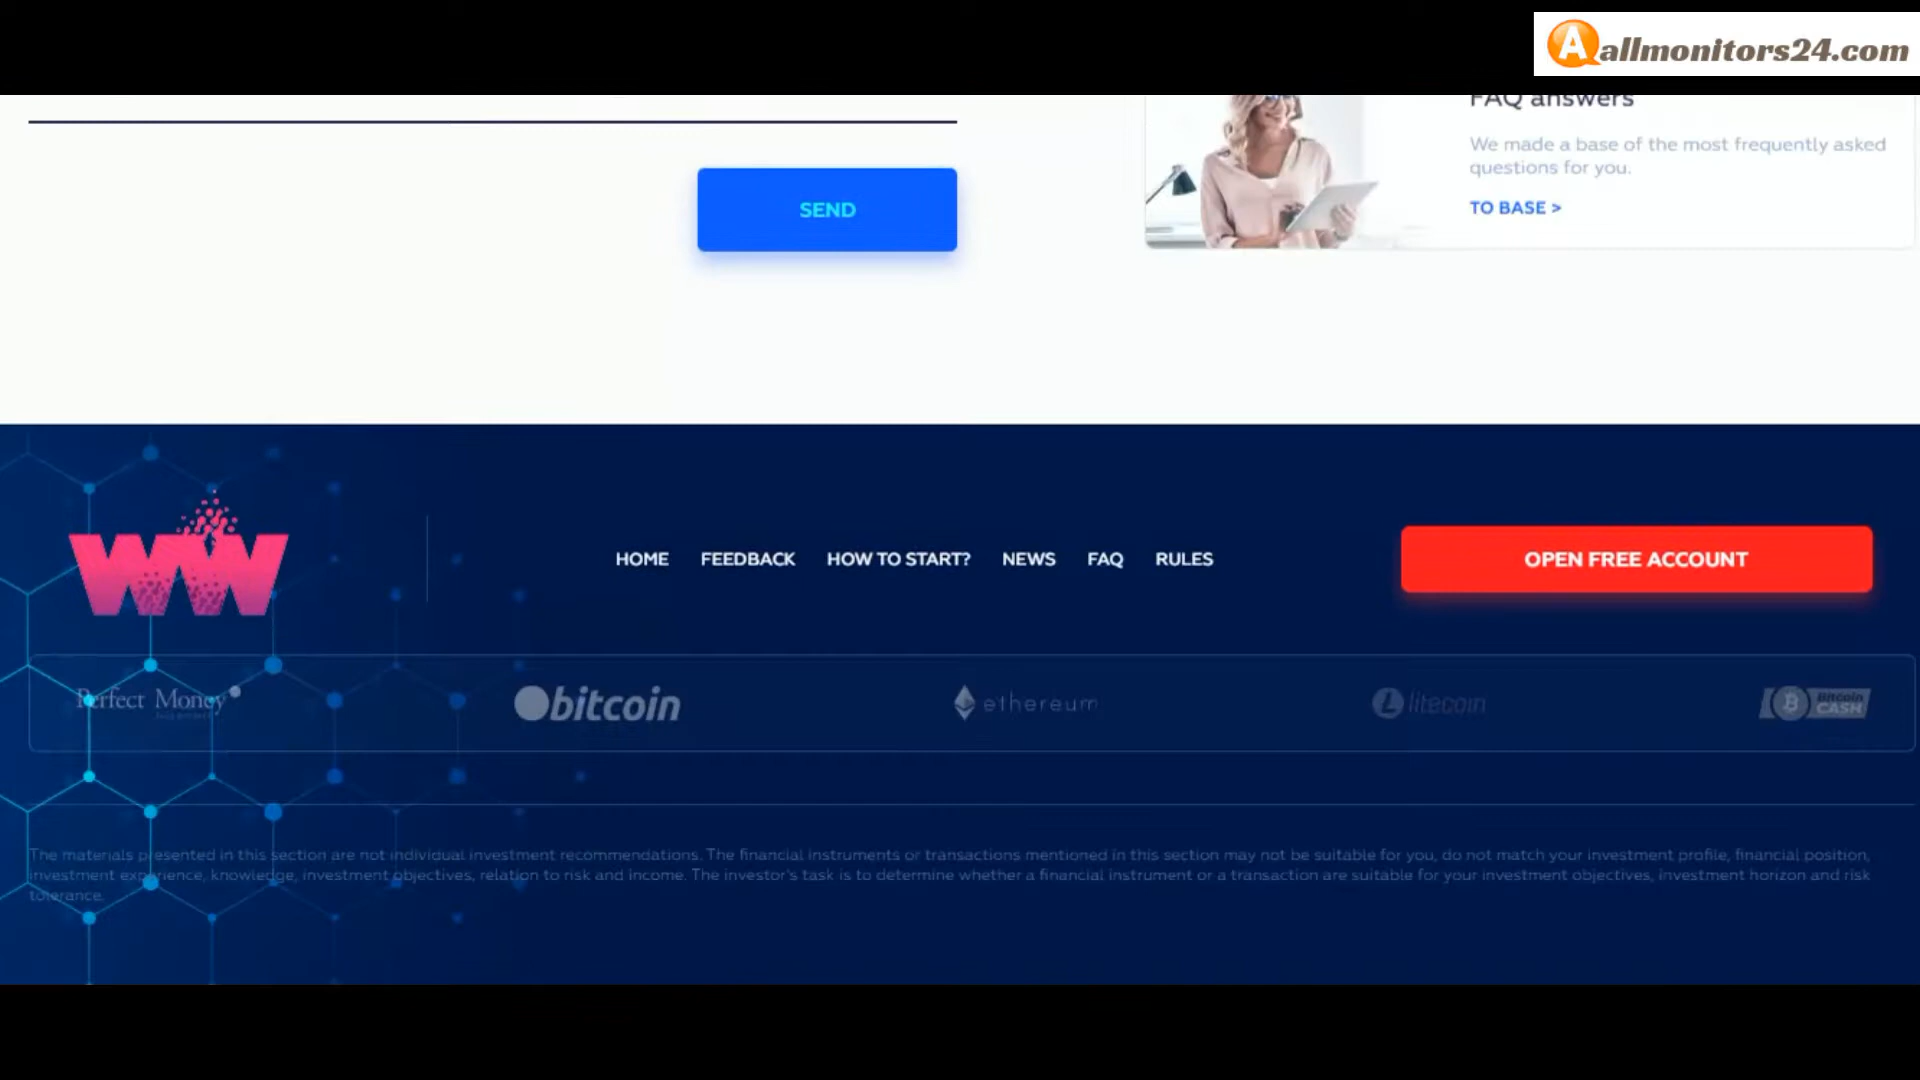 Aallmonitors24.com
FAQ answers
We made a base of the most frequently asked
questions for you.
TO BASE >
SEND
WW
HOME FEEDBACK HOW TO START? NEWS FAQ RULES
OPEN FREE ACCOUNT
Perfect Money bitcoin ethereum litecoin Bitcoin CASH
The materials presented in this section are not individual investment recommendations. The financial instruments or transactions mentioned in this section may not be suitable for you, do not match your investment profile, financial position,
investment experience, knowledge, investment objectives, relation to risk and income. The investor's task is to determine whether a financial instrument or a transaction are suitable for your investment objectives, investment horizon and risk
tolerance.